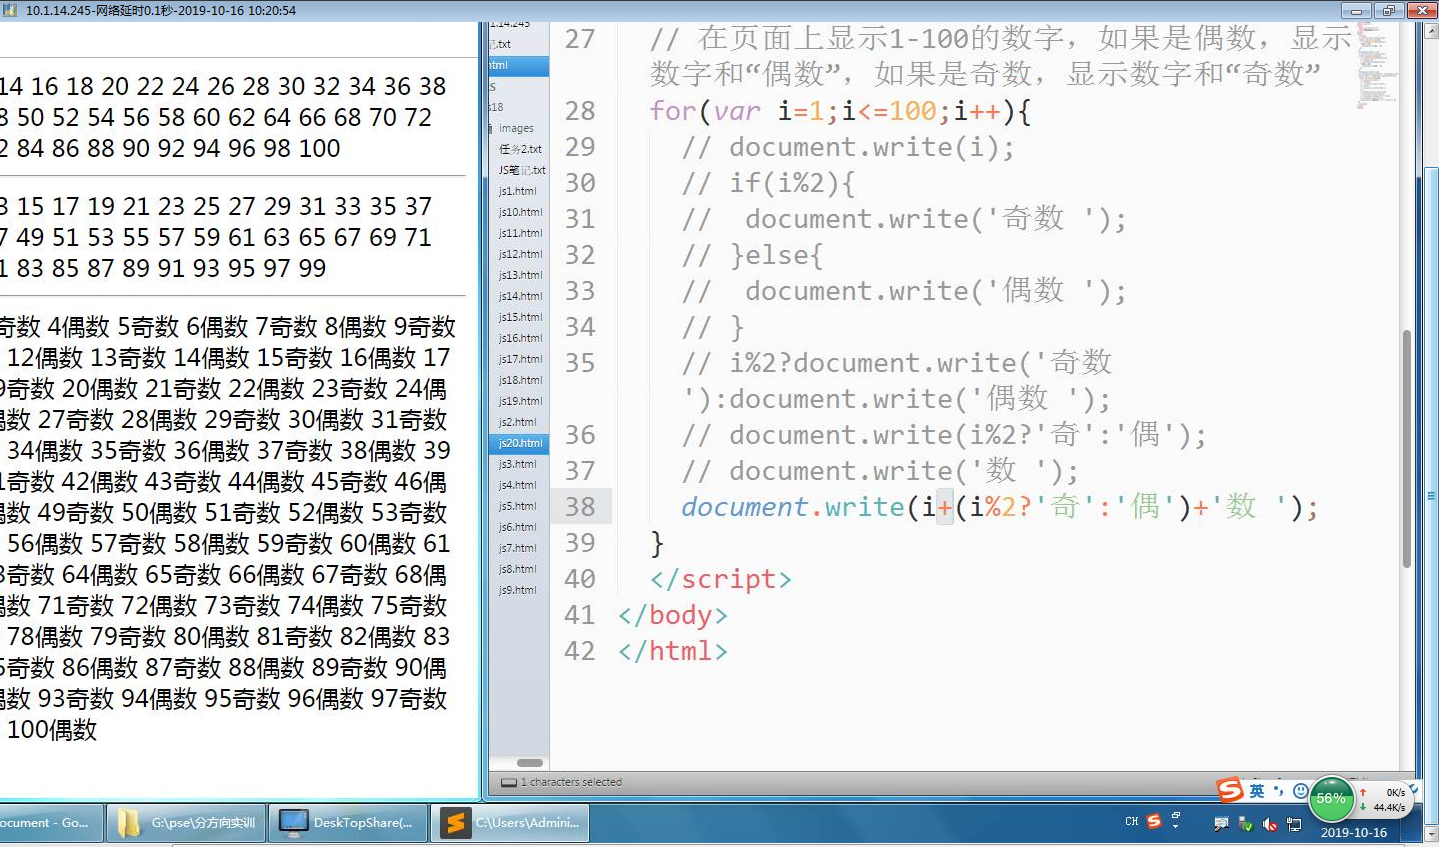 10.1.14.245-网络延时0.1秒-2019-10-16 10:20:54
14 16 18 20 22 24 26 28 30 32 34 36 38
8 50 52 54 56 58 60 62 64 66 68 70 72
2 84 86 88 90 92 94 96 98 100
3 15 17 19 21 23 25 27 29 31 33 35 37
7 49 51 53 55 57 59 61 63 65 67 69 71
1 83 85 87 89 91 93 95 97 99
奇数 4偶数 5奇数 6偶数 7奇数 8偶数 9奇数
12偶数 13奇数 14偶数 15奇数 16偶数 17
9奇数 20偶数 21奇数 22偶数 23奇数 24偶
偶数 27奇数 28偶数 29奇数 30偶数 31奇数
34偶数 35奇数 36偶数 37奇数 38偶数 39
1奇数 42偶数 43奇数 44偶数 45奇数 46偶
偶数 49奇数 50偶数 51奇数 52偶数 53奇数
56偶数 57奇数 58偶数 59奇数 60偶数 61
3奇数 64偶数 65奇数 66偶数 67奇数 68偶
偶数 71奇数 72偶数 73奇数 74偶数 75奇数
78偶数 79奇数 80偶数 81奇数 82偶数 83
5奇数 86偶数 87奇数 88偶数 89奇数 90偶
偶数 93奇数 94偶数 95奇数 96偶数 97奇数
100偶数
1.14.245
记.txt
html
s18
images
任务2.txt
JS笔记.txt
js1.html
js10.html
js11.html
js12.html
js13.html
js14.html
js15.html
js16.html
js17.html
js18.html
js19.html
js2.html
js20.html
js3.html
js4.html
js5.html
js6.html
js7.html
js8.html
js9.html
27 // 在页面上显示1-100的数字，如果是偶数，显示
数字和“偶数”，如果是奇数，显示数字和“奇数”
28 for(var i=1;i<=100;i++){
29 // document.write(i);
30 // if(i%2){
31 //  document.write('奇数 ');
32 // }else{
33 //  document.write('偶数 ');
34 // }
35 // i%2?document.write('奇数
'):document.write('偶数 ');
36 // document.write(i%2?'奇':'偶');
37 // document.write('数 ');
38 document.write(i+(i%2?'奇':'偶')+'数 ');
39 }
40 </script>
41 </body>
42 </html>
1 characters selected
英
56%
0K/s
44.4K/s
ocument - Go...
G:\pse\分方向实训
DeskTopShare(...
C:\Users\Admini...
CH
2019-10-16